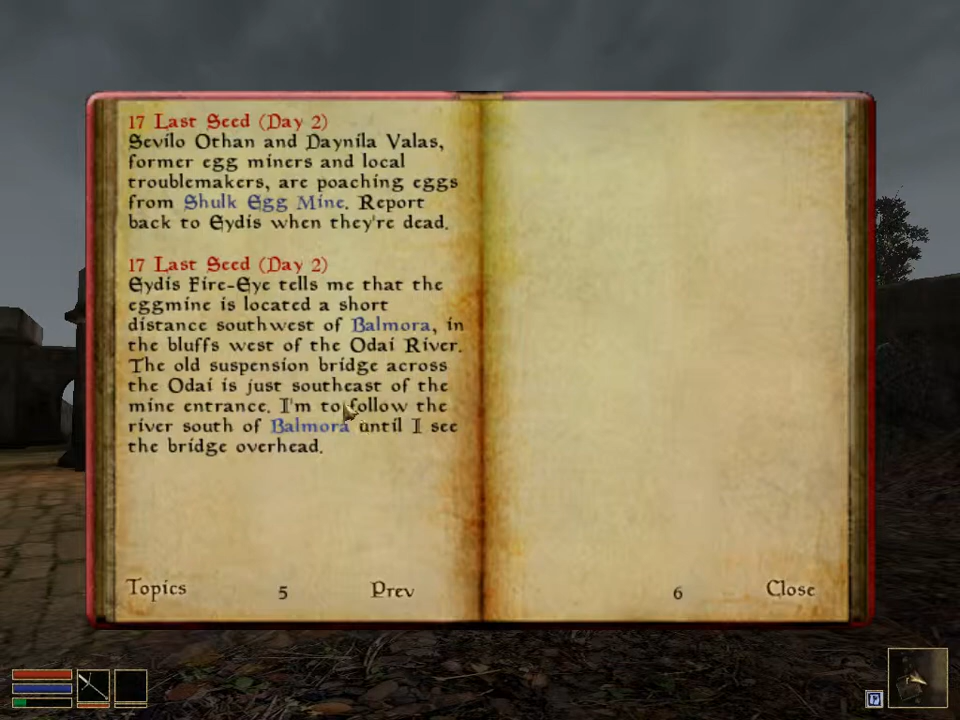 17 Last Seed (Day 2)
Sevilo Othan and Daynila Valas,
former egg miners and local
troublemakers, are poaching eggs
from Shulk Egg Mine. Report
back to Eydis when they're dead.
17 Last Seed (Day 2)
Eydis Fire-Eye tells me that the
eggmine is located a short
distance southwest of Balmora, in
the bluffs west of the Odai River.
The old suspension bridge across
the Odai is just southeast of the
mine entrance. I'm to follow the
river south of Balmora until I see
the bridge overhead.
Topics 5 Prev 6 Close